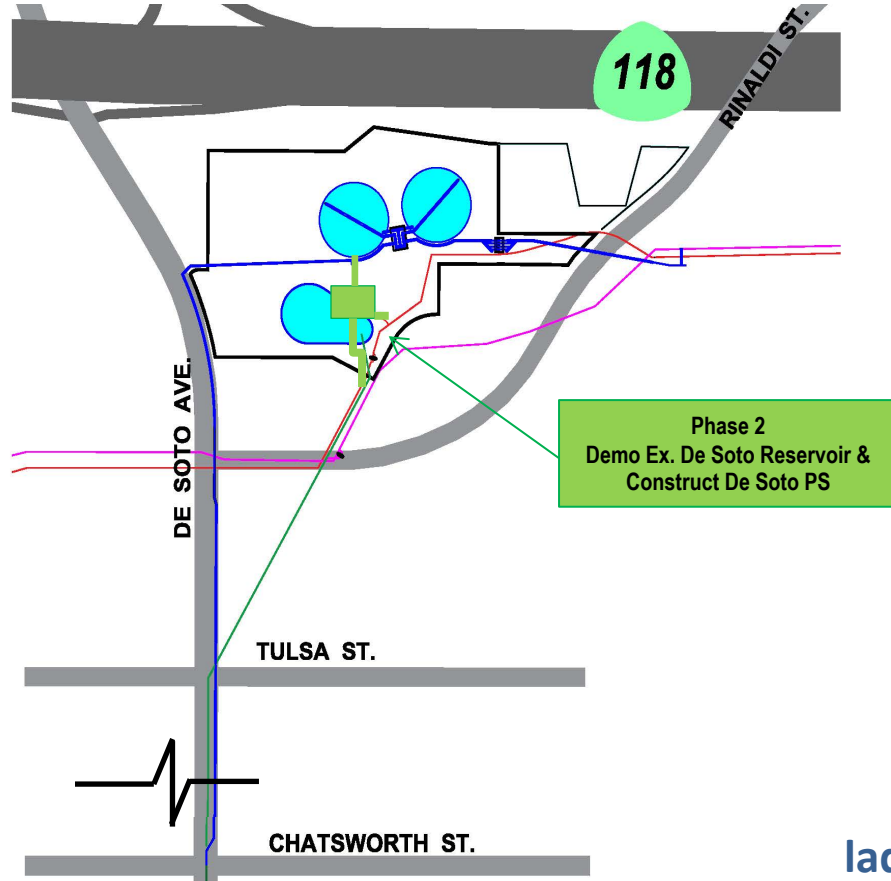 118
RINALDI ST.
DE SOTO AVE.
Phase 2
Demo Ex. De Soto Reservoir &
Construct De Soto PS
TULSA ST.
CHATSWORTH ST.
lad